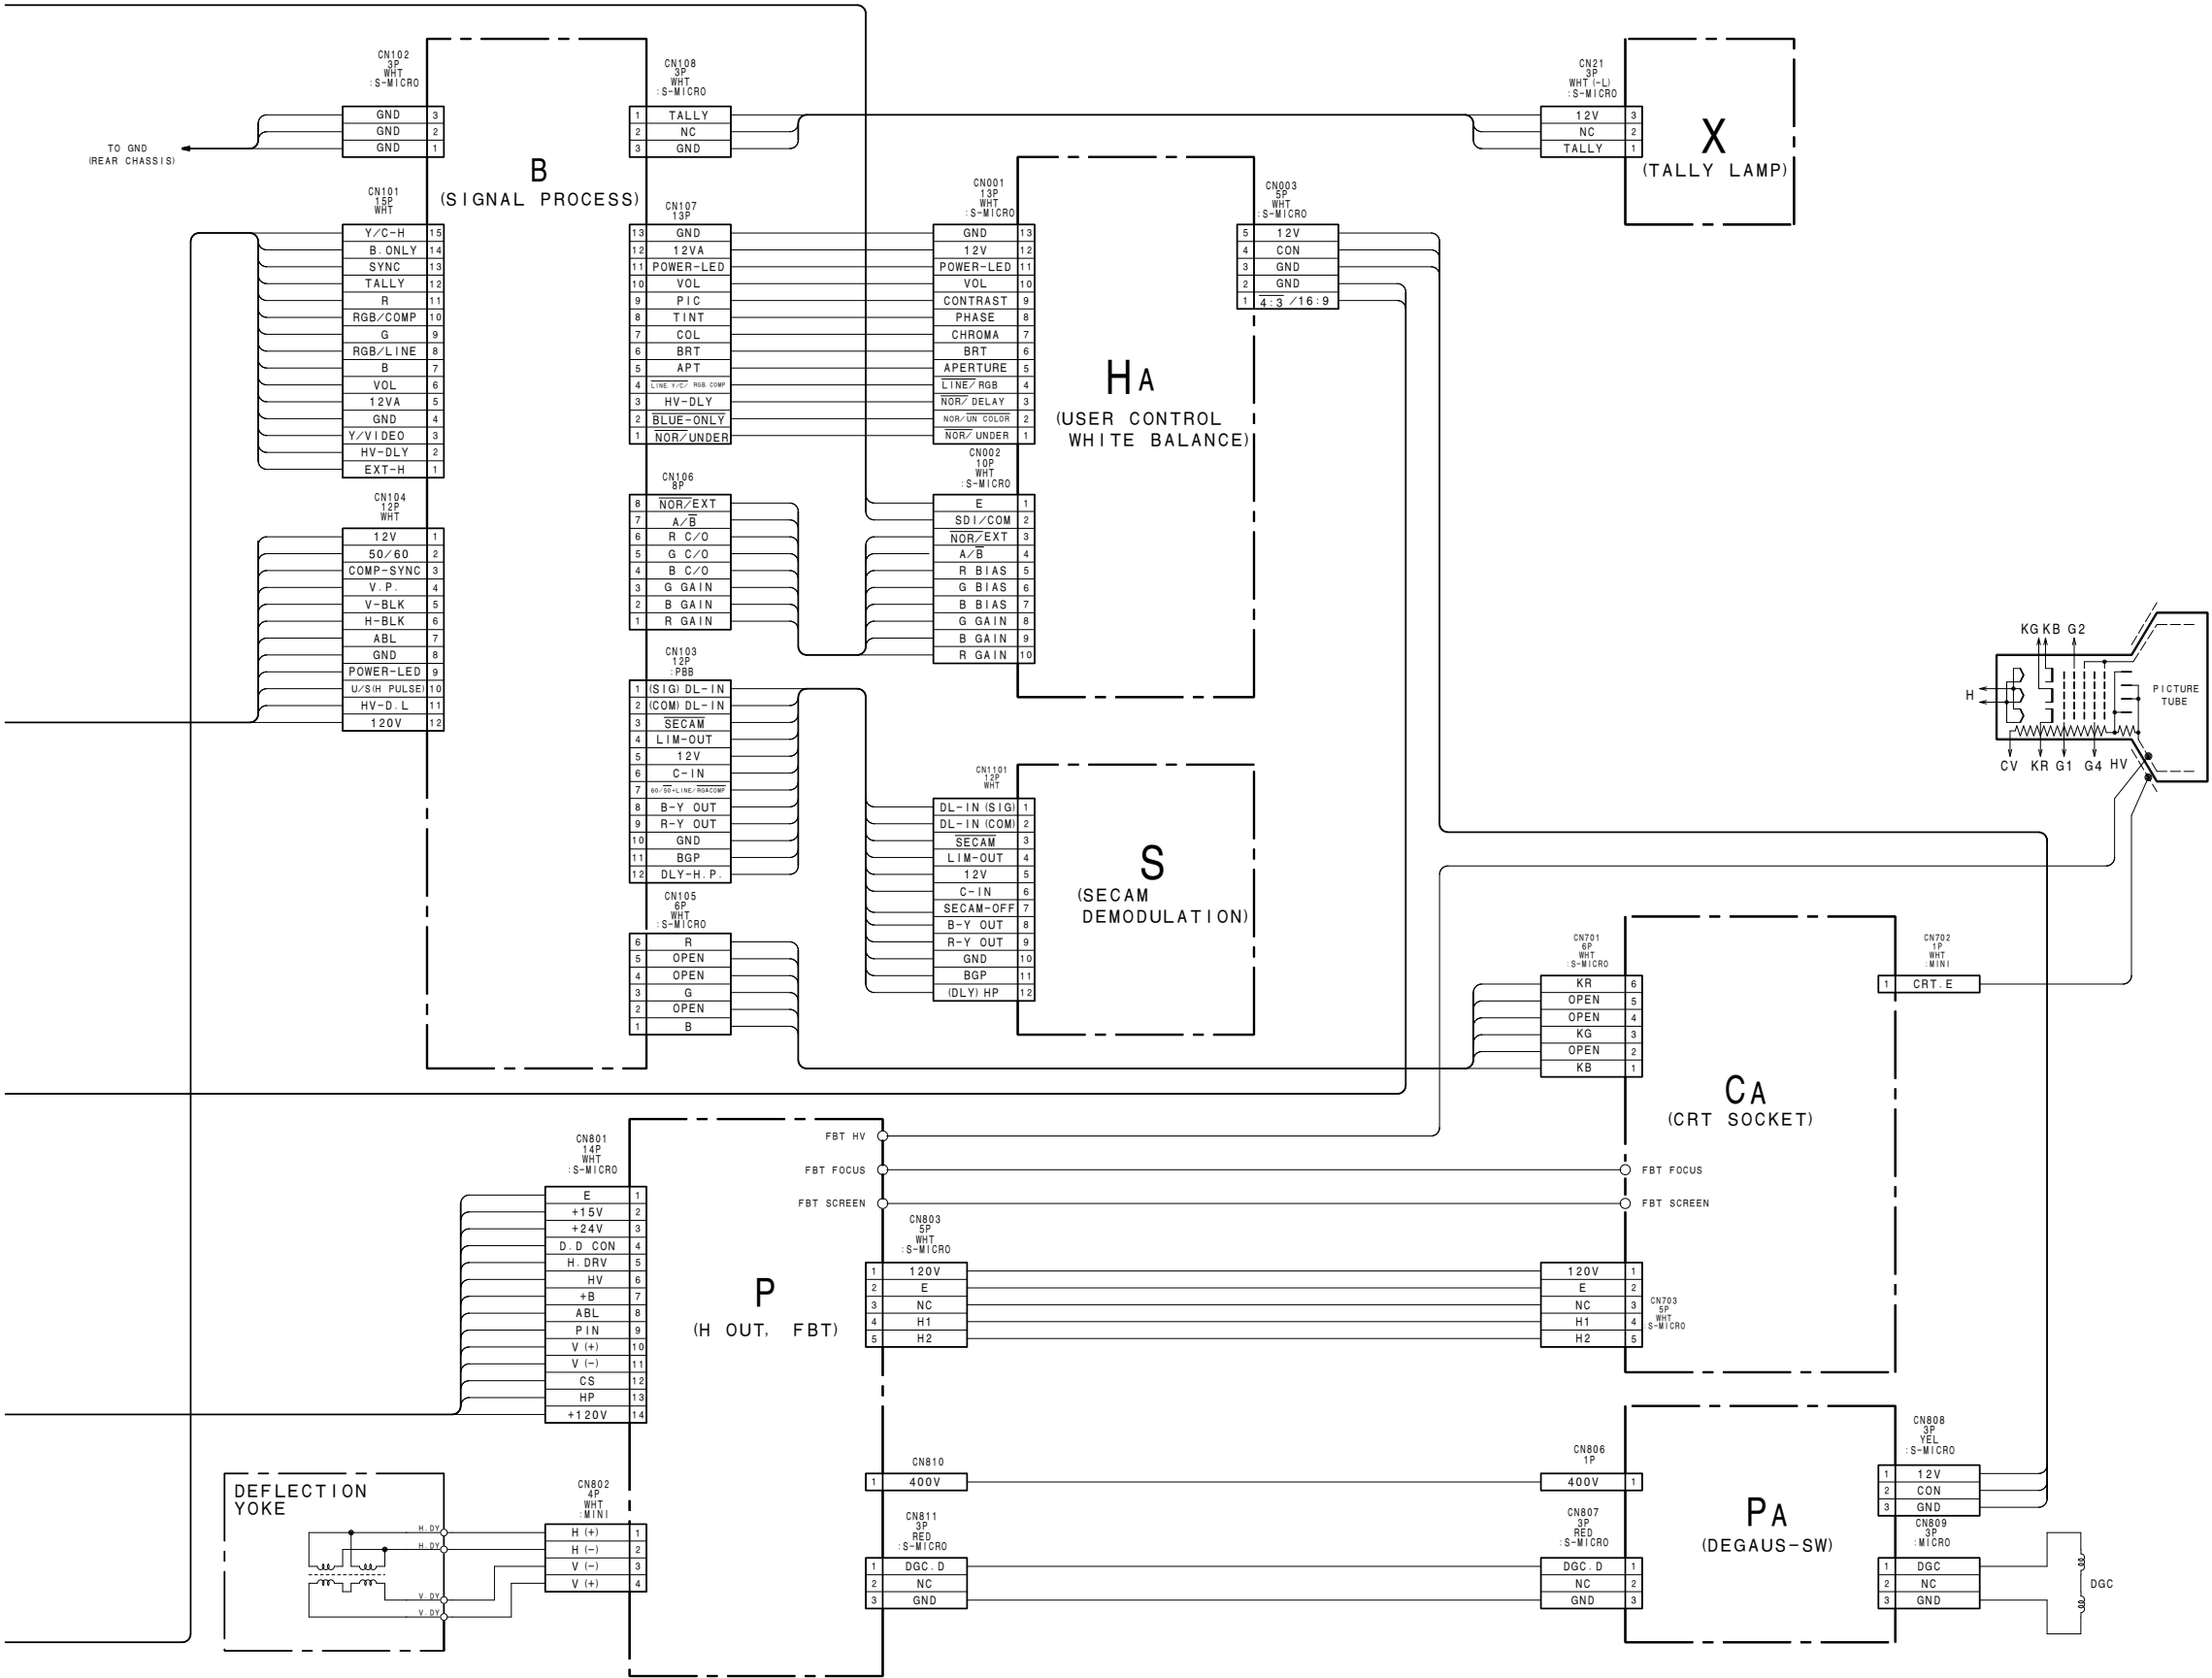 CN102
3P
WHT
:S-MICRO
GND 3
GND 2
GND 1
TO GND
(REAR CHASSIS)
CN101
15P
WHT
Y/C-H 15
B.ONLY 14
SYNC 13
TALLY 12
R 11
RGB/COMP 10
G 9
RGB/LINE 8
B 7
VOL 6
12VA 5
GND 4
Y/VIDEO 3
HV-DLY 2
EXT-H 1
CN104
12P
WHT
12V 1
50/60 2
COMP-SYNC 3
V.P. 4
V-BLK 5
H-BLK 6
ABL 7
GND 8
POWER-LED 9
U/S(H PULSE) 10
HV-D.L 11
120V 12
B
(SIGNAL PROCESS)
CN108
3P
WHT
:S-MICRO
1 TALLY
2 NC
3 GND
CN107
13P
13 GND
12 12VA
11 POWER-LED
10 VOL
9 PIC
8 TINT
7 COL
6 BRT
5 APT
4 LINE.Y/C/ RGB.COMP
3 HV-DLY
2 BLUE-ONLY
1 NOR/UNDER
CN106
8P
8 NOR/EXT
7 A/B
6 R C/O
5 G C/O
4 B C/O
3 G GAIN
2 B GAIN
1 R GAIN
CN103
12P
:PBB
1 (SIG) DL-IN
2 (COM) DL-IN
3 SECAM
4 LIM-OUT
5 12V
6 C-IN
7 60/50+LINE/RGBCOMP
8 B-Y OUT
9 R-Y OUT
10 GND
11 BGP
12 DLY-H.P.
CN105
6P
WHT
:S-MICRO
6 R
5 OPEN
4 OPEN
3 G
2 OPEN
1 B
CN001
13P
WHT
:S-MICRO
GND 13
12V 12
POWER-LED 11
VOL 10
CONTRAST 9
PHASE 8
CHROMA 7
BRT 6
APERTURE 5
LINE/RGB 4
NOR/DELAY 3
NOR/UN COLOR 2
NOR/UNDER 1
CN002
10P
WHT
:S-MICRO
E 1
SDI/COM 2
NOR/EXT 3
A/B 4
R BIAS 5
G BIAS 6
B BIAS 7
G GAIN 8
B GAIN 9
R GAIN 10
HA
(USER CONTROL
WHITE BALANCE)
CN003
5P
WHT
:S-MICRO
5 12V
4 CON
3 GND
2 GND
1 4:3/16:9
CN1101
12P
WHT
DL-IN (SIG) 1
DL-IN (COM) 2
SECAM 3
LIM-OUT 4
12V 5
C-IN 6
SECAM-OFF 7
B-Y OUT 8
R-Y OUT 9
GND 10
BGP 11
(DLY) HP 12
S
(SECAM
DEMODULATION)
CN21
3P
WHT (-L)
:S-MICRO
12V 3
NC 2
TALLY 1
X
(TALLY LAMP)
KG KB G2
H
PICTURE
TUBE
CV KR G1 G4 HV
CN701
6P
WHT
:S-MICRO
KR 6
OPEN 5
OPEN 4
KG 3
OPEN 2
KB 1
CN702
1P
WHT
:MINI
1 CRT.E
CA
(CRT SOCKET)
FBT FOCUS
FBT SCREEN
120V 1
E 2
NC 3
H1 4
H2 5
CN703
5P
WHT
:S-MICRO
CN801
14P
WHT
:S-MICRO
E 1
+15V 2
+24V 3
D.D CON 4
H.DRV 5
HV 6
+B 7
ABL 8
PIN 9
V (+) 10
V (-) 11
CS 12
HP 13
+120V 14
P
(H OUT, FBT)
FBT HV
FBT FOCUS
FBT SCREEN
CN803
5P
WHT
:S-MICRO
1 120V
2 E
3 NC
4 H1
5 H2
CN810
1 400V
CN811
3P
RED
:S-MICRO
1 DGC.D
2 NC
3 GND
DEFLECTION
YOKE
H.DY
H.DY
V.DY
V.DY
CN802
4P
WHT
:MINI
H (+) 1
H (-) 2
V (-) 3
V (+) 4
CN806
1P
400V 1
CN807
3P
RED
:S-MICRO
DGC.D 1
NC 2
GND 3
PA
(DEGAUS-SW)
CN808
3P
YEL
:S-MICRO
1 12V
2 CON
3 GND
CN809
3P
:MICRO
1 DGC
2 NC
3 GND
DGC